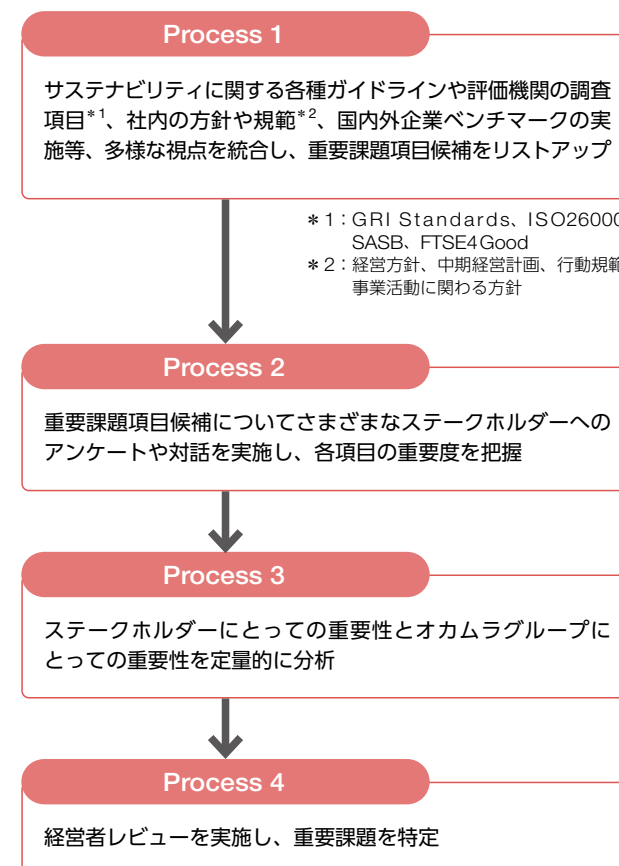 Process 1
サステナビリティに関する各種ガイドラインや評価機関の調査
項目*1、社内の方針や規範*2、国内外企業ベンチマークの実
施等、多様な視点を統合し、重要課題項目候補をリストアップ
*1：GRI Standards、ISO26000
SASB、FTSE4Good
*2：経営方針、中期経営計画、行動規範
事業活動に関わる方針
Process 2
重要課題項目候補についてさまざまなステークホルダーへの
アンケートや対話を実施し、各項目の重要度を把握
Process 3
ステークホルダーにとっての重要性とオカムラグループに
とっての重要性を定量的に分析
Process 4
経営者レビューを実施し、重要課題を特定